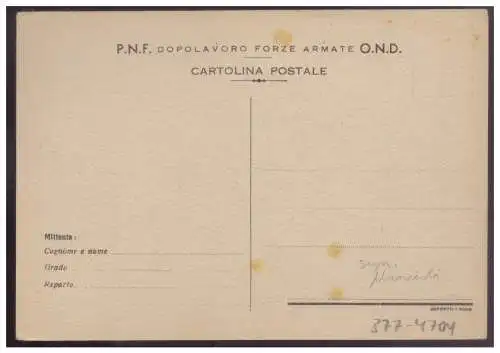 P.N.F. DOPOLAVORO FORZE ARMATE O.N.D.
CARTOLINA POSTALE
Mittente:
Cognome e nome
Grado
Reparto
377-4704